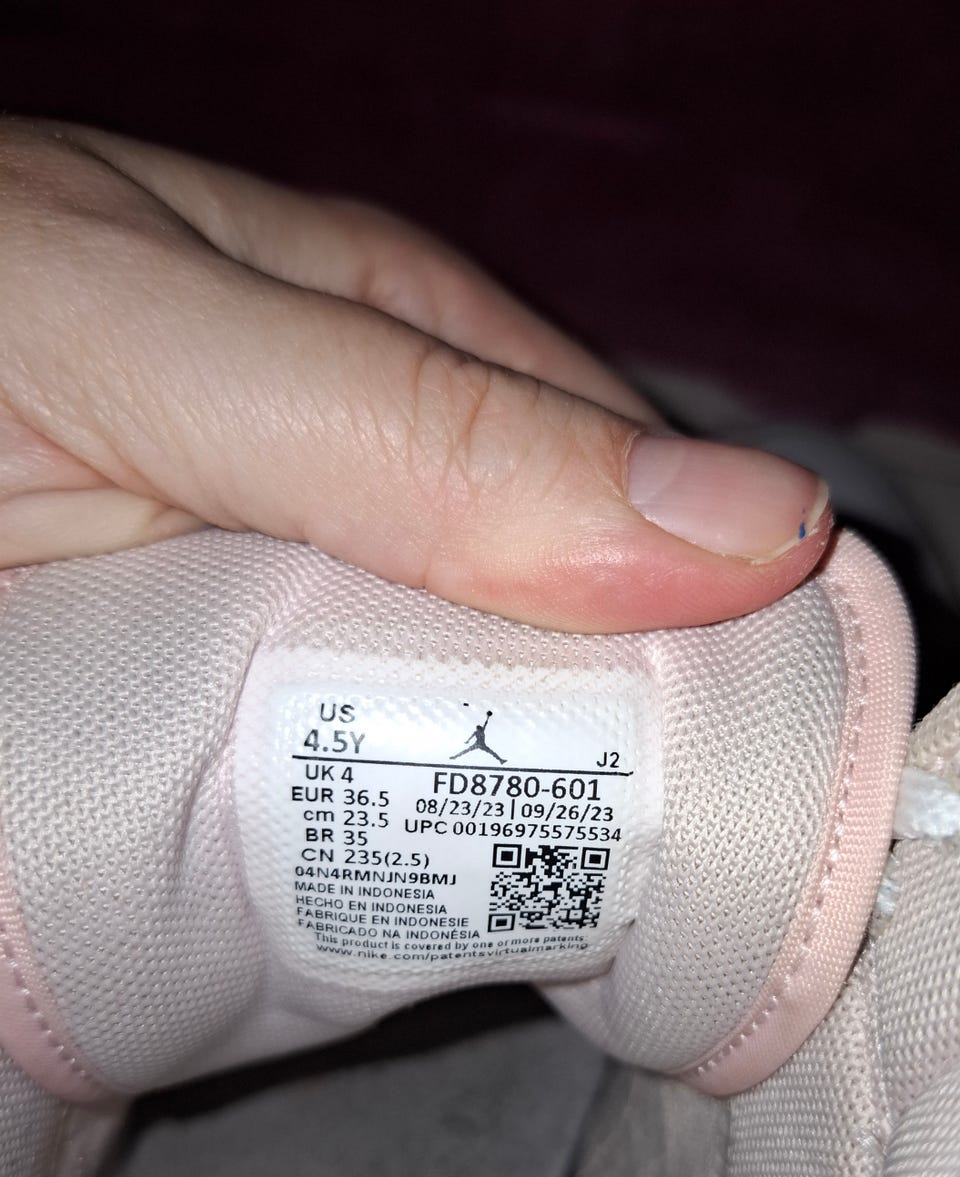 US
4.5Y
J2
UK 4
FD8780-601
EUR 36.5
08/23/23 | 09/26/23
cm 23.5
UPC 00196975575534
BR 35
CN 235(2.5)
04N4RMNJN9BMJ
MADE IN INDONESIA
HECHO EN INDONESIA
FABRIQUE EN INDONESIE
FABRICADO NA INDONÉSIA
This product is covered by one or more patents
www.nike.com/patentsvirtualmarking